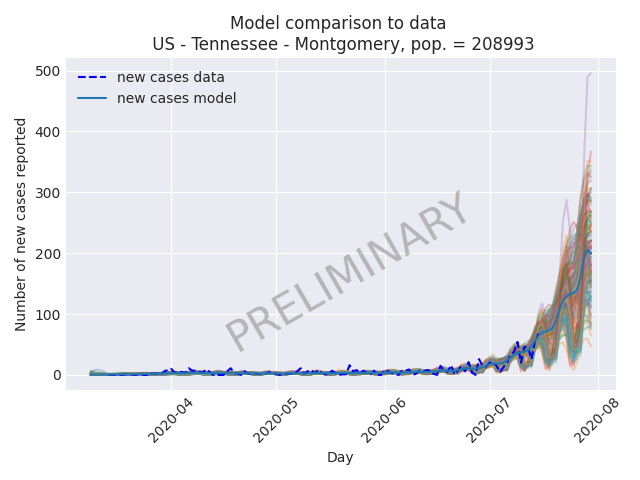 Model comparison to data
US - Tennessee - Montgomery, pop. = 208993
new cases data
new cases model
Number of new cases reported
500
400
300
200
100
0
PRELIMINARY
2020-04
2020-05
2020-06
2020-07
2020-08
Day